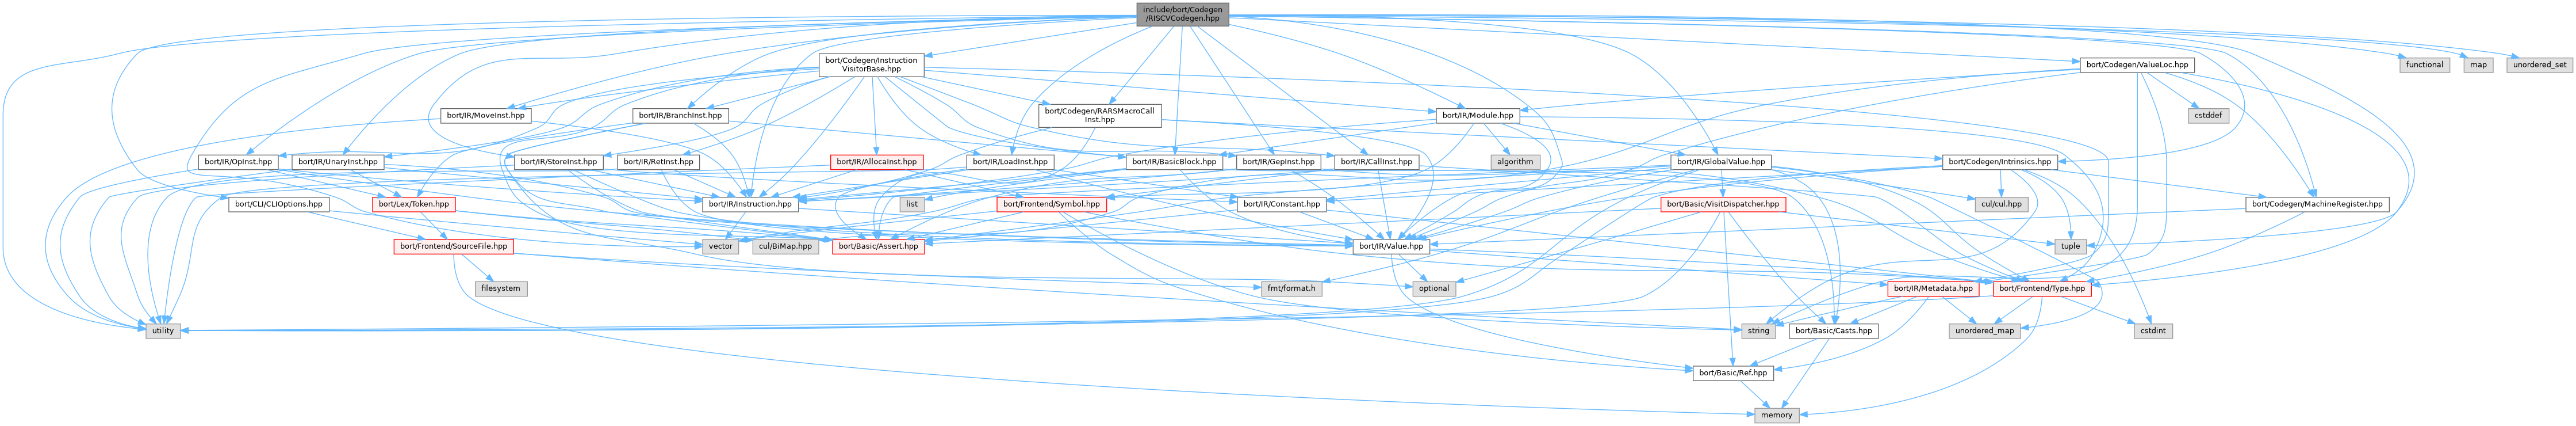 include/bort/Codegen
/RISCVCodegen.hpp
bort/Codegen/Instruction
VisitorBase.hpp
bort/Codegen/ValueLoc.hpp
functional
map
unordered_set
bort/IR/MoveInst.hpp
bort/IR/BranchInst.hpp
bort/Codegen/RARSMacroCall
Inst.hpp
bort/IR/Module.hpp
cstddef
bort/IR/OpInst.hpp
bort/IR/UnaryInst.hpp
bort/IR/StoreInst.hpp
bort/IR/RetInst.hpp
bort/IR/AllocaInst.hpp
bort/IR/LoadInst.hpp
bort/IR/BasicBlock.hpp
bort/IR/GepInst.hpp
bort/IR/CallInst.hpp
algorithm
bort/IR/GlobalValue.hpp
bort/Codegen/Intrinsics.hpp
bort/CLI/CLIOptions.hpp
bort/Lex/Token.hpp
bort/IR/Instruction.hpp
list
bort/Frontend/Symbol.hpp
bort/IR/Constant.hpp
bort/Basic/VisitDispatcher.hpp
cul/cul.hpp
bort/Codegen/MachineRegister.hpp
bort/Frontend/SourceFile.hpp
vector
cul/BiMap.hpp
bort/Basic/Assert.hpp
bort/IR/Value.hpp
tuple
filesystem
fmt/format.h
optional
bort/IR/Metadata.hpp
bort/Frontend/Type.hpp
utility
string
bort/Basic/Casts.hpp
unordered_map
cstdint
bort/Basic/Ref.hpp
memory